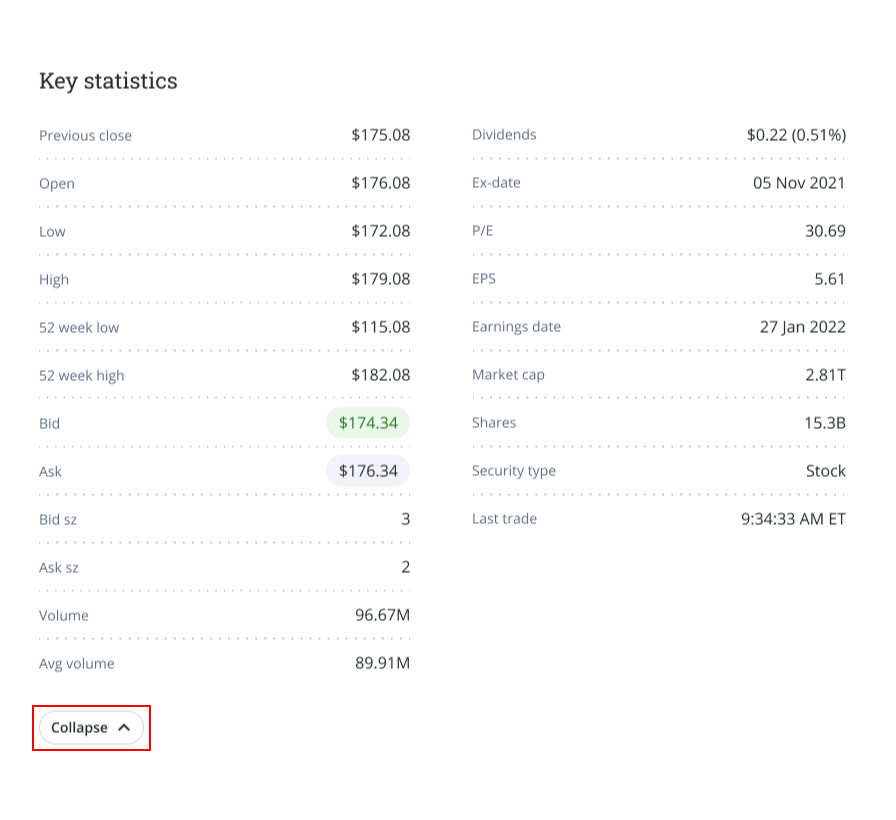 Key statistics
Previous close $175.08
Open $176.08
Low $172.08
High $179.08
52 week low $115.08
52 week high $182.08
Bid $174.34
Ask $176.34
Bid sz 3
Ask sz 2
Volume 96.67M
Avg volume 89.91M
Dividends $0.22 (0.51%)
Ex-date 05 Nov 2021
P/E 30.69
EPS 5.61
Earnings date 27 Jan 2022
Market cap 2.81T
Shares 15.3B
Security type Stock
Last trade 9:34:33 AM ET
Collapse